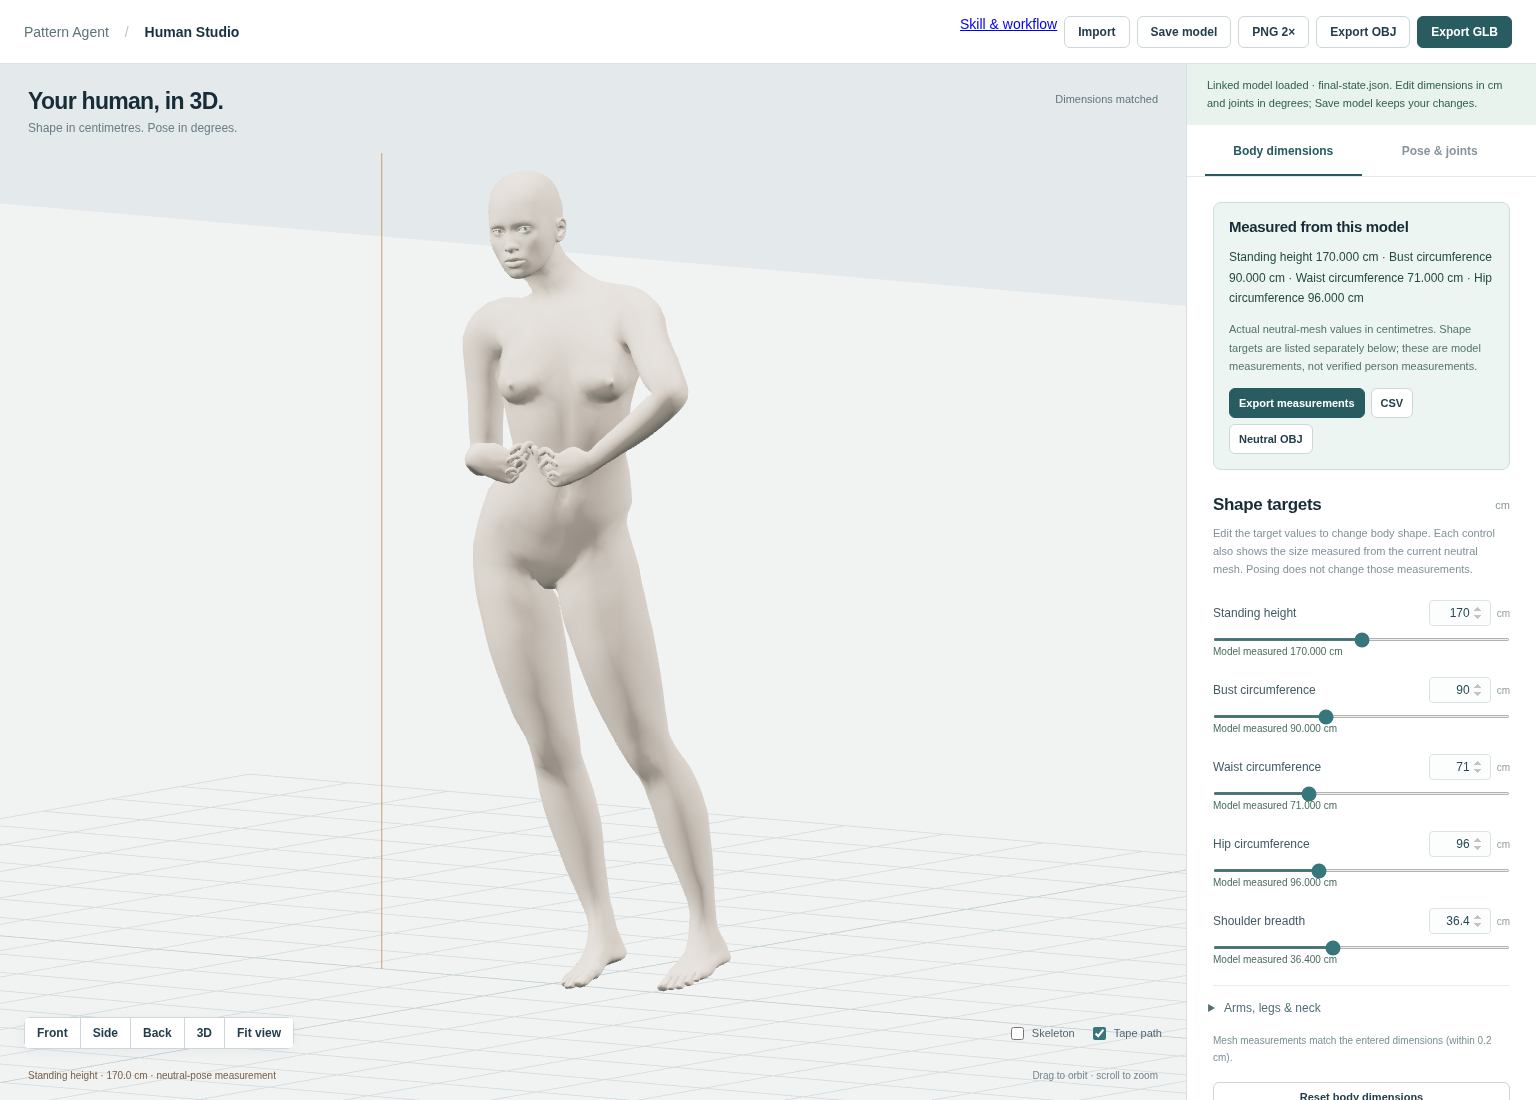 Pattern Agent / Human Studio
Skill & workflow
Import
Save model
PNG 2×
Export OBJ
Export GLB
Your human, in 3D.
Shape in centimetres. Pose in degrees.
Dimensions matched
Linked model loaded · final-state.json. Edit dimensions in cm
and joints in degrees; Save model keeps your changes.
Body dimensions
Pose & joints
Measured from this model
Standing height 170.000 cm · Bust circumference
90.000 cm · Waist circumference 71.000 cm · Hip
circumference 96.000 cm
Actual neutral-mesh values in centimetres. Shape
targets are listed separately below; these are model
measurements, not verified person measurements.
Export measurements
CSV
Neutral OBJ
Shape targets
cm
Edit the target values to change body shape. Each control
also shows the size measured from the current neutral
mesh. Posing does not change those measurements.
Standing height 170 cm
Model measured 170.000 cm
Bust circumference 90 cm
Model measured 90.000 cm
Waist circumference 71 cm
Model measured 71.000 cm
Hip circumference 96 cm
Model measured 96.000 cm
Shoulder breadth 36.4 cm
Model measured 36.400 cm
Arms, legs & neck
Mesh measurements match the entered dimensions (within 0.2
cm).
Reset body dimensions
Front
Side
Back
3D
Fit view
Skeleton
Tape path
Standing height · 170.0 cm · neutral-pose measurement
Drag to orbit · scroll to zoom